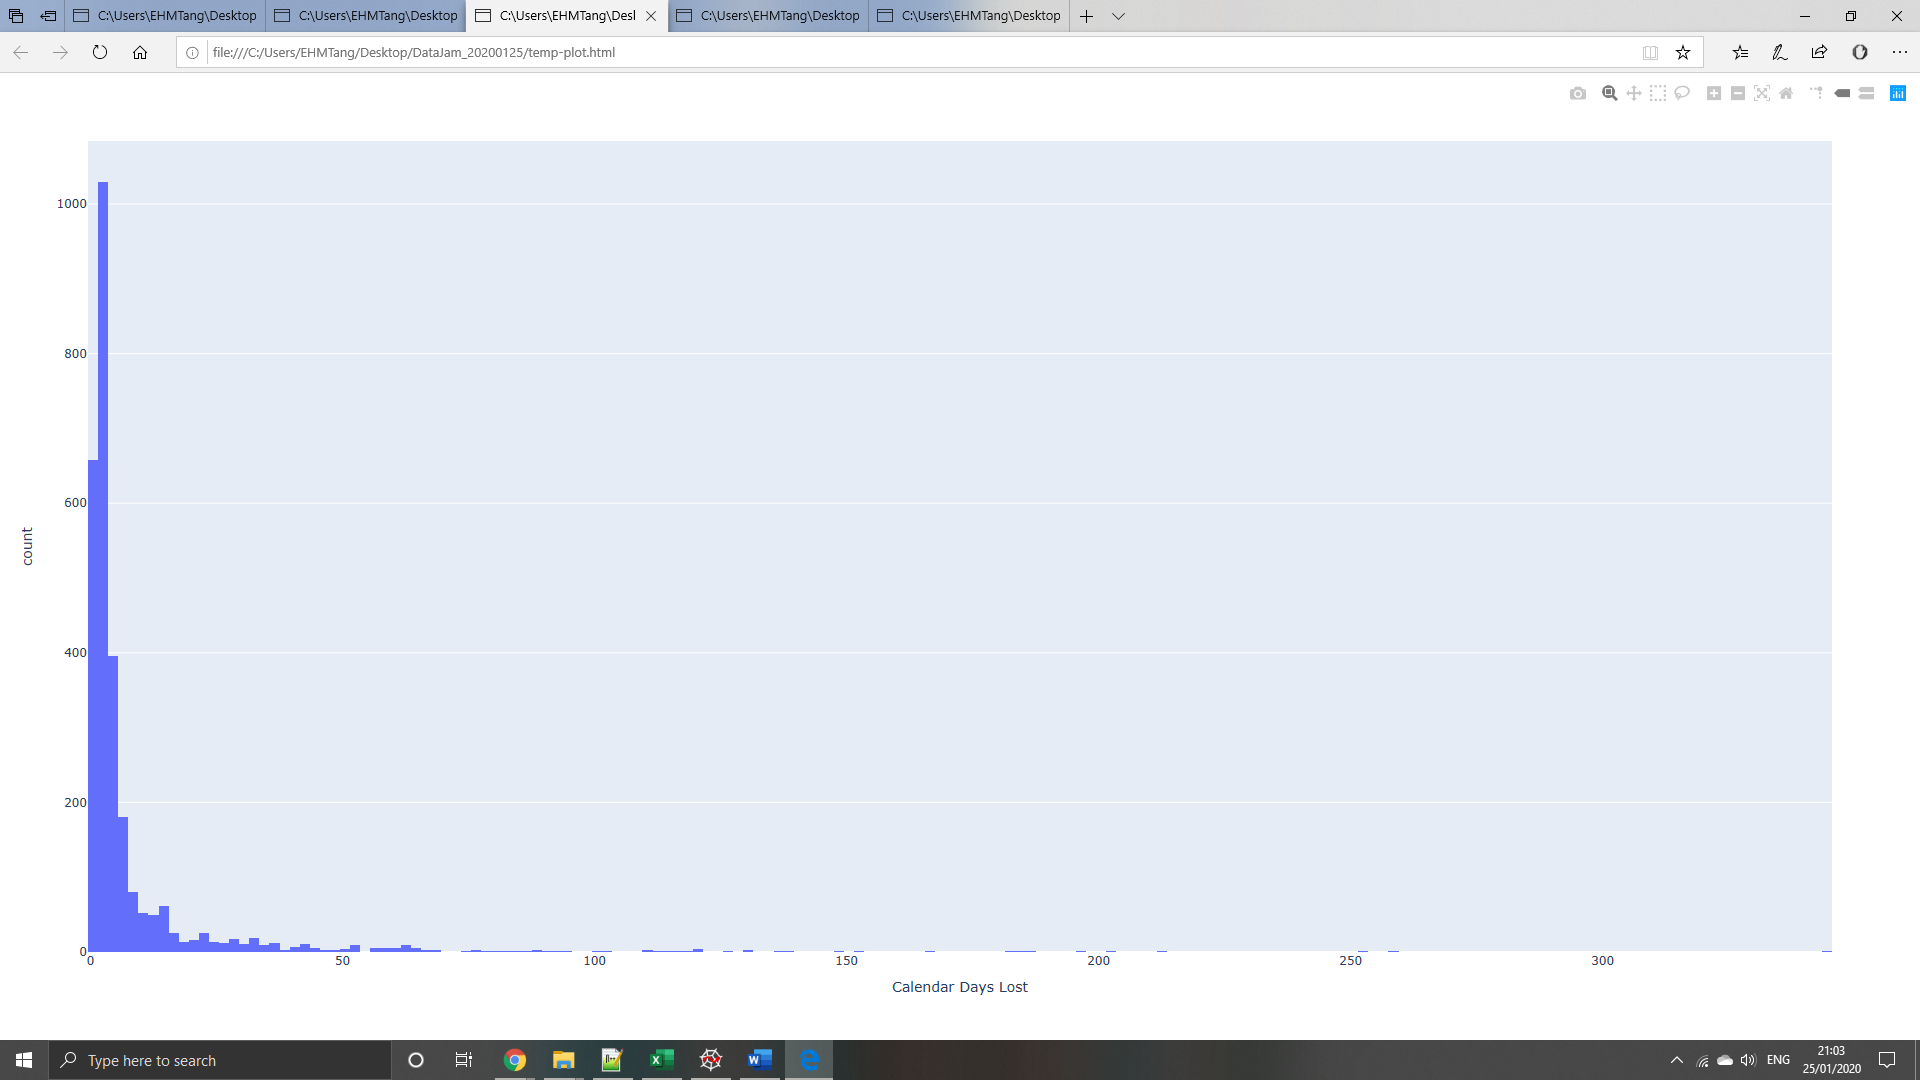 C:\Users\EHMTang\Desktop
C:\Users\EHMTang\Desktop
C:\Users\EHMTang\Desl
C:\Users\EHMTang\Desktop
C:\Users\EHMTang\Desktop
file:///C:/Users/EHMTang/Desktop/DataJam_20200125/temp-plot.html
1000
800
600
400
200
0
count
0
50
100
150
200
250
300
Calendar Days Lost
Type here to search
ENG
21:03
25/01/2020